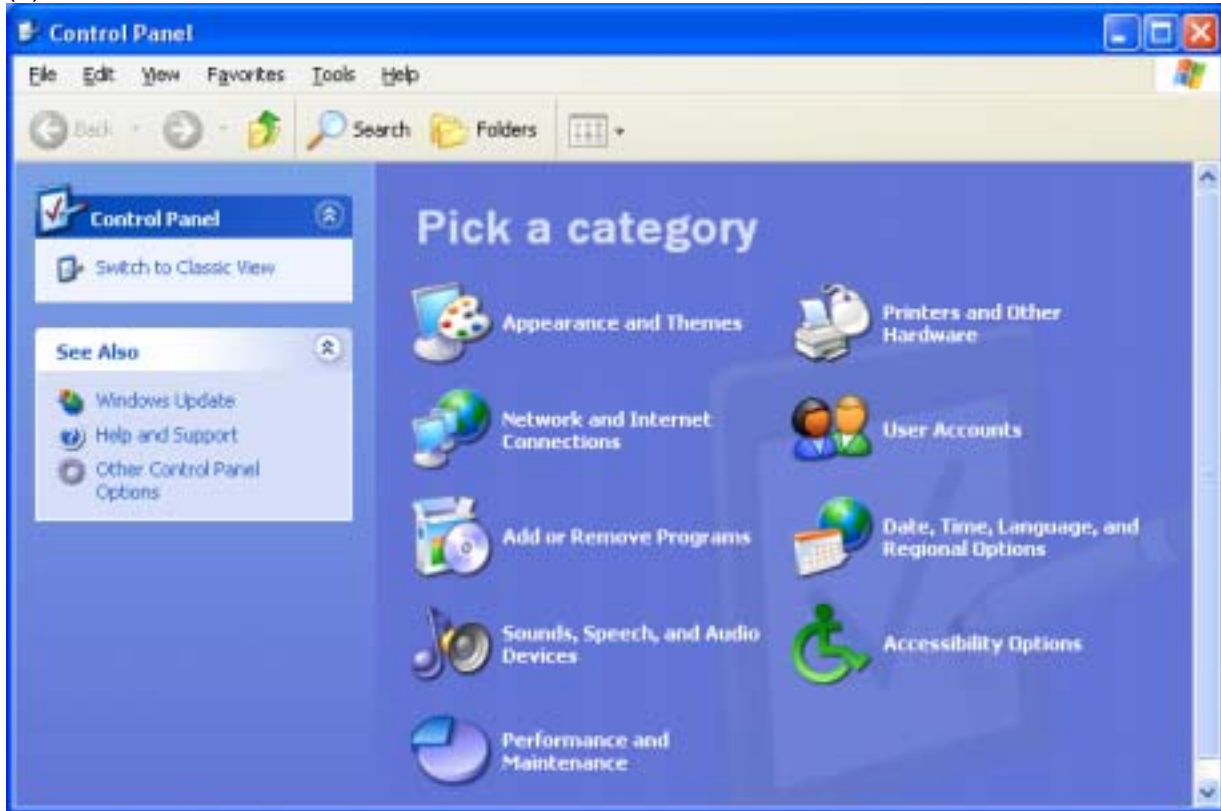 Control Panel
File Edit View Favorites Tools Help
Back Search Folders
Control Panel
Switch to Classic View
See Also
Windows Update
Help and Support
Other Control Panel
Options
Pick a category
Appearance and Themes
Printers and Other
Hardware
Network and Internet
Connections
User Accounts
Add or Remove Programs
Date, Time, Language, and
Regional Options
Sounds, Speech, and Audio
Devices
Accessibility Options
Performance and
Maintenance